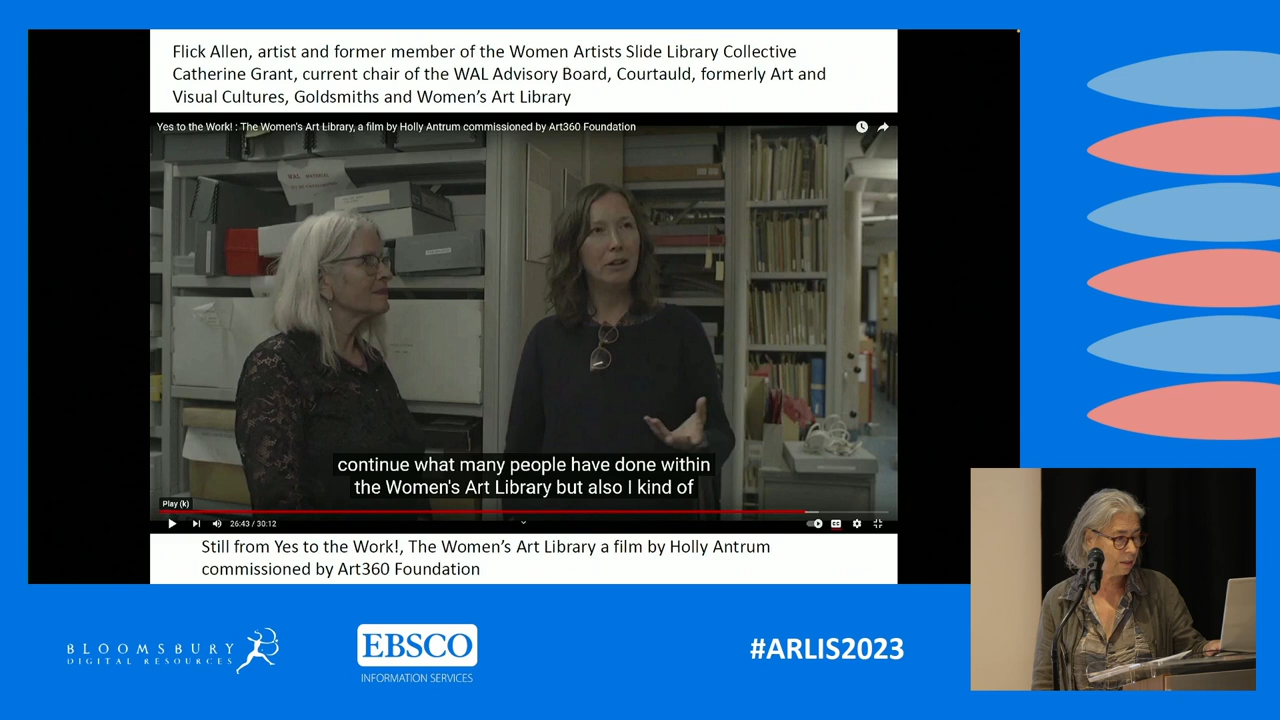 Flick Allen, artist and former member of the Women Artists Slide Library Collective
Catherine Grant, current chair of the WAL Advisory Board, Courtauld, formerly Art and
Visual Cultures, Goldsmiths and Women's Art Library
Yes to the Work! : The Women's Art Library, a film by Holly Antrum commissioned by Art360 Foundation
WAL MATERIAL
continue what many people have done within
the Women's Art Library but also I kind of
Play (k)
26:43 / 30:12
CC
Still from Yes to the Work!, The Women's Art Library a film by Holly Antrum
commissioned by Art360 Foundation
BLOOMSBURY
DIGITAL RESOURCES
EBSCO
INFORMATION SERVICES
#ARLIS2023